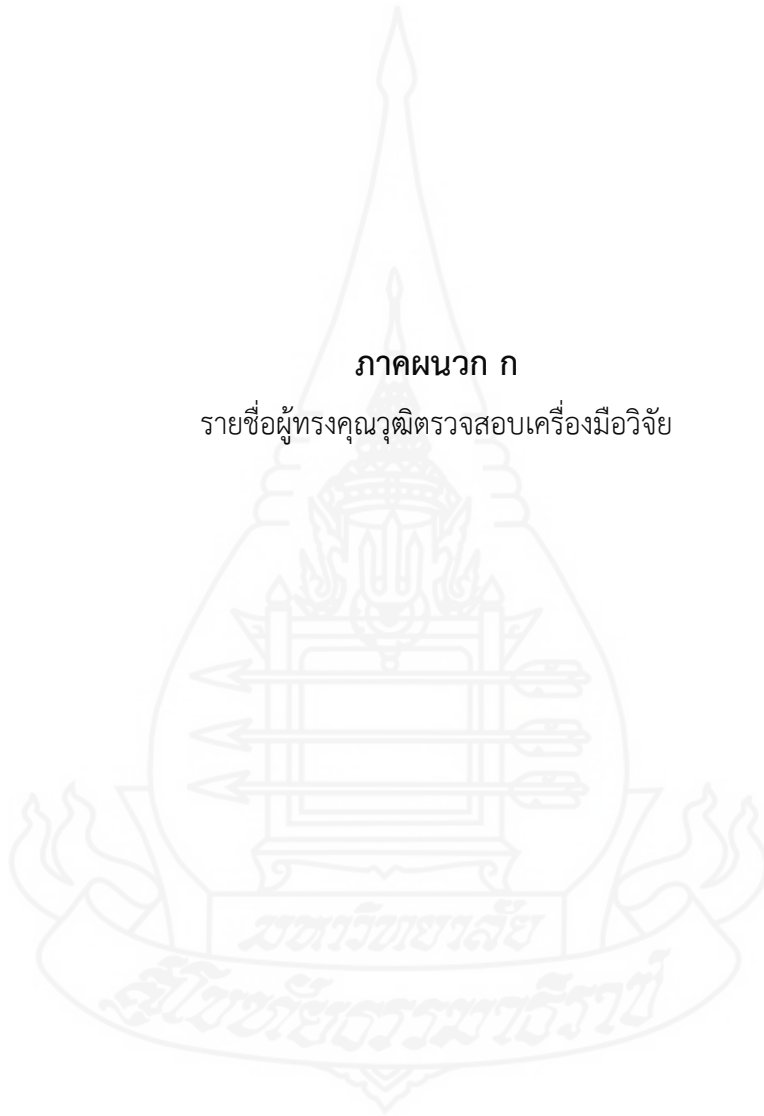 ภาคผนวก ก
รายชื่อผู้ทรงคุณวุฒิตรวจสอบเครื่องมือวิจัย
มหาวิทยาลัย
สุโขทัยธรรมาธิราช